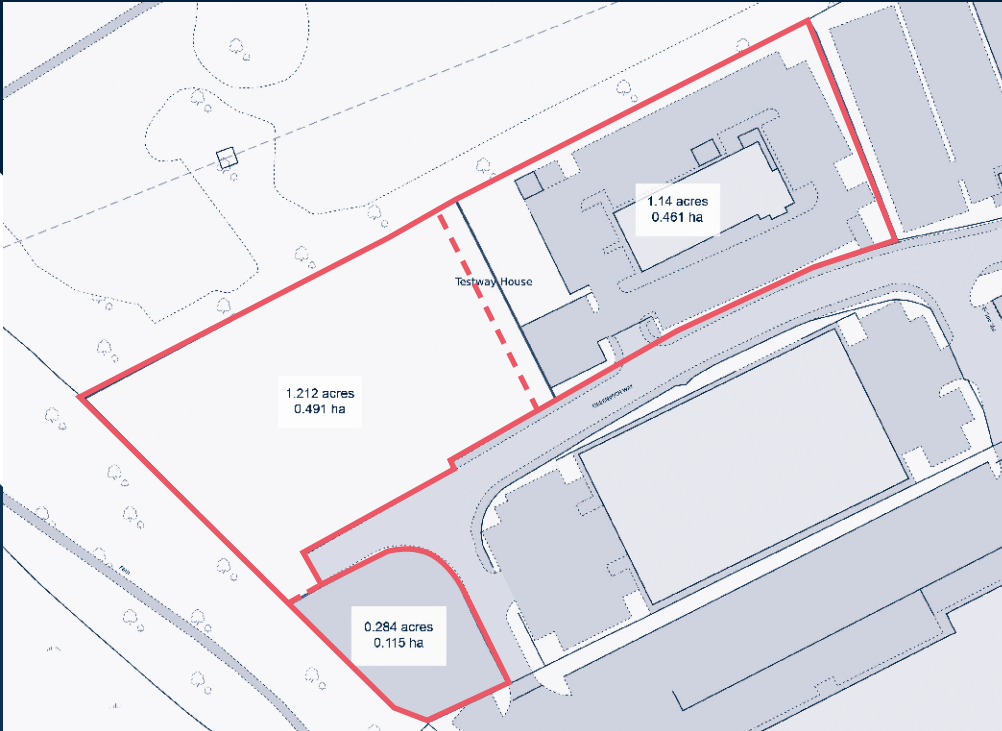 1.14 acres
0.461 ha
Testway House
1.212 acres
0.491 ha
0.284 acres
0.115 ha
Path